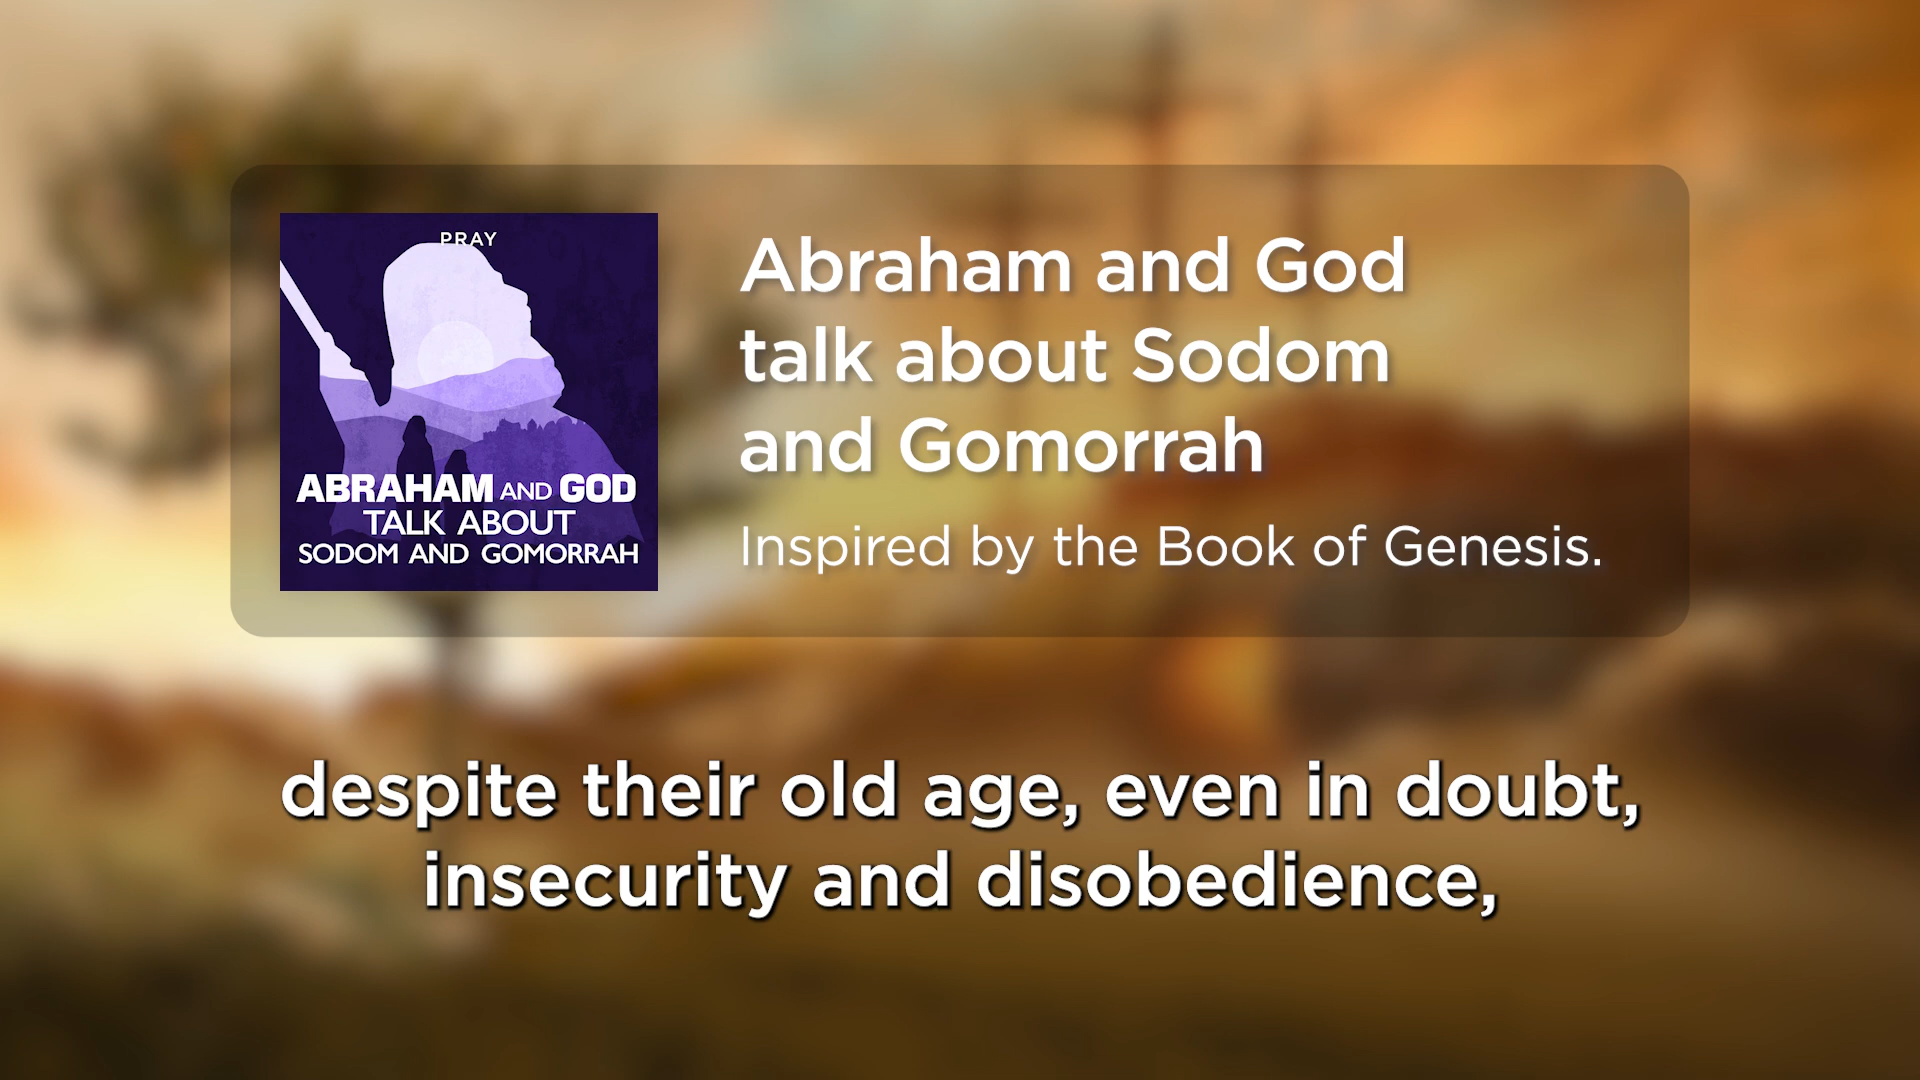 PRAY
ABRAHAM AND GOD
TALK ABOUT
SODOM AND GOMORRAH
Abraham and God
talk about Sodom
and Gomorrah
Inspired by the Book of Genesis.
despite their old age, even in doubt,
insecurity and disobedience,